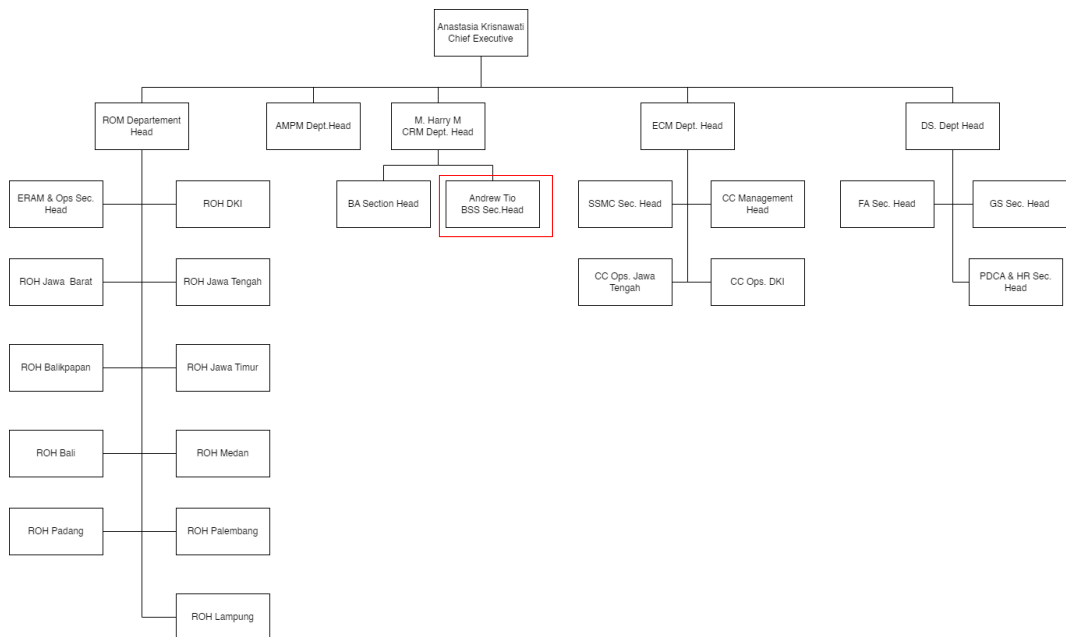 Anastasia Krisnawati
Chief Executive
ROM Departement
Head
AMPM Dept.Head
M. Harry M
CRM Dept. Head
ECM Dept. Head
DS. Dept Head
ERAM & Ops Sec.
Head
ROH DKI
BA Section Head
Andrew Tio
BSS Sec.Head
SSMC Sec. Head
CC Management
Head
FA Sec. Head
GS Sec. Head
ROH Jawa Barat
ROH Jawa Tengah
CC Ops. Jawa
Tengah
CC Ops. DKI
PDCA & HR Sec.
Head
ROH Balikpapan
ROH Jawa Timur
ROH Bali
ROH Medan
ROH Padang
ROH Palembang
ROH Lampung